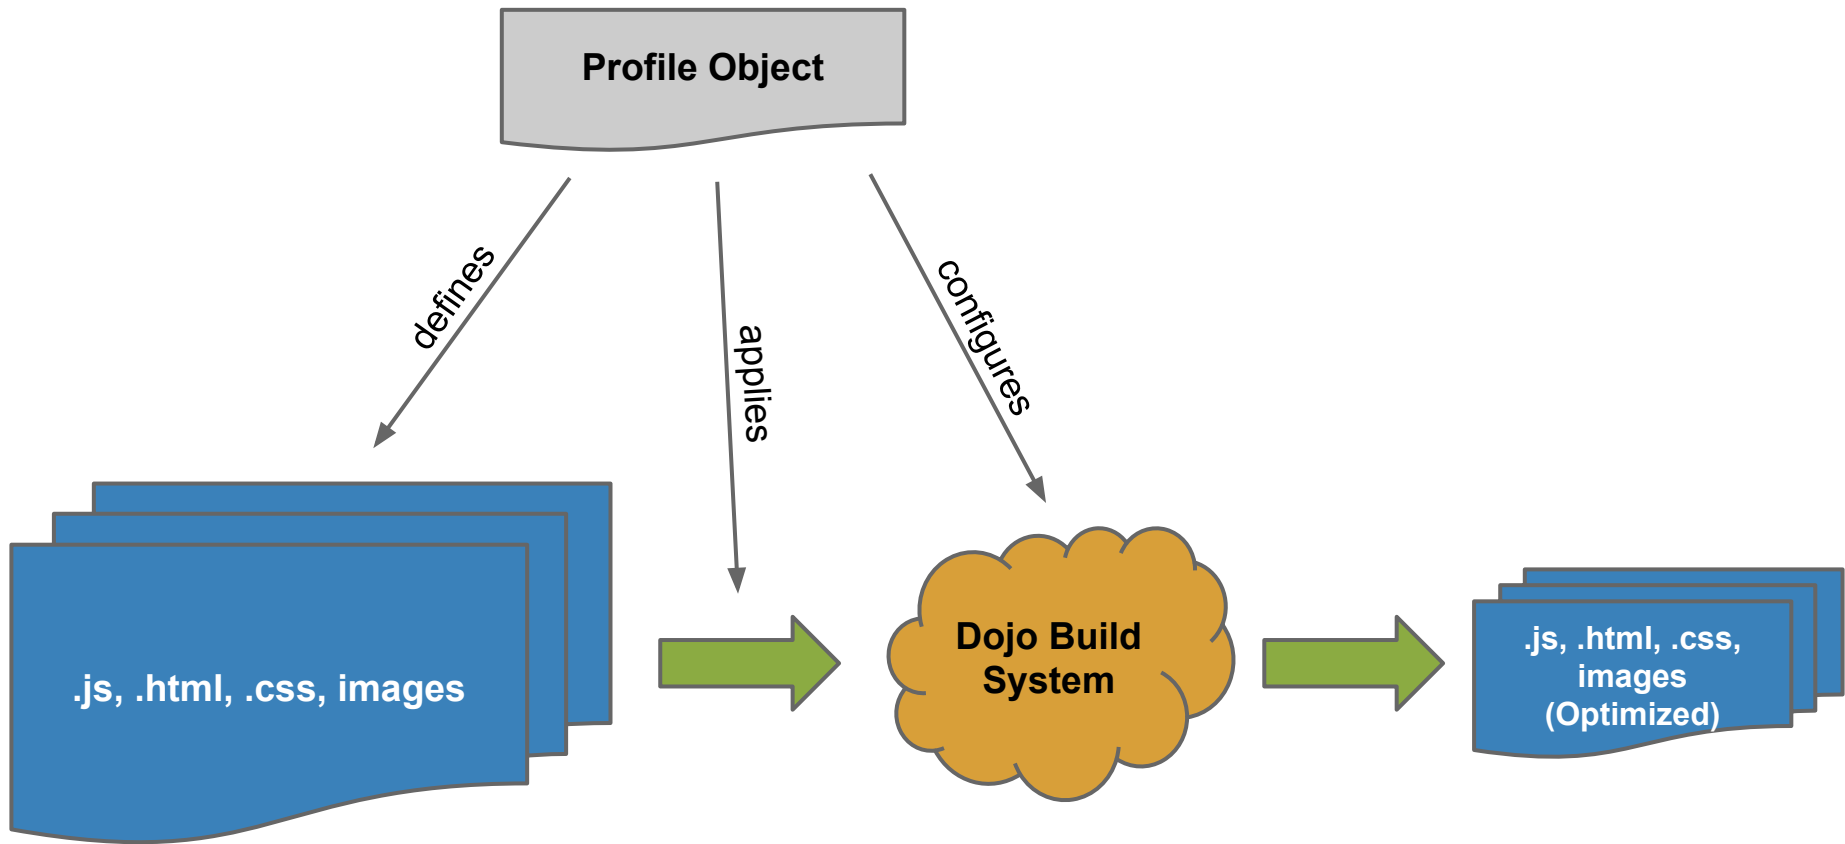 Profile Object
defines
applies
configures
.js, .html, .css, images
Dojo Build
System
.js, .html, .css,
images
(Optimized)